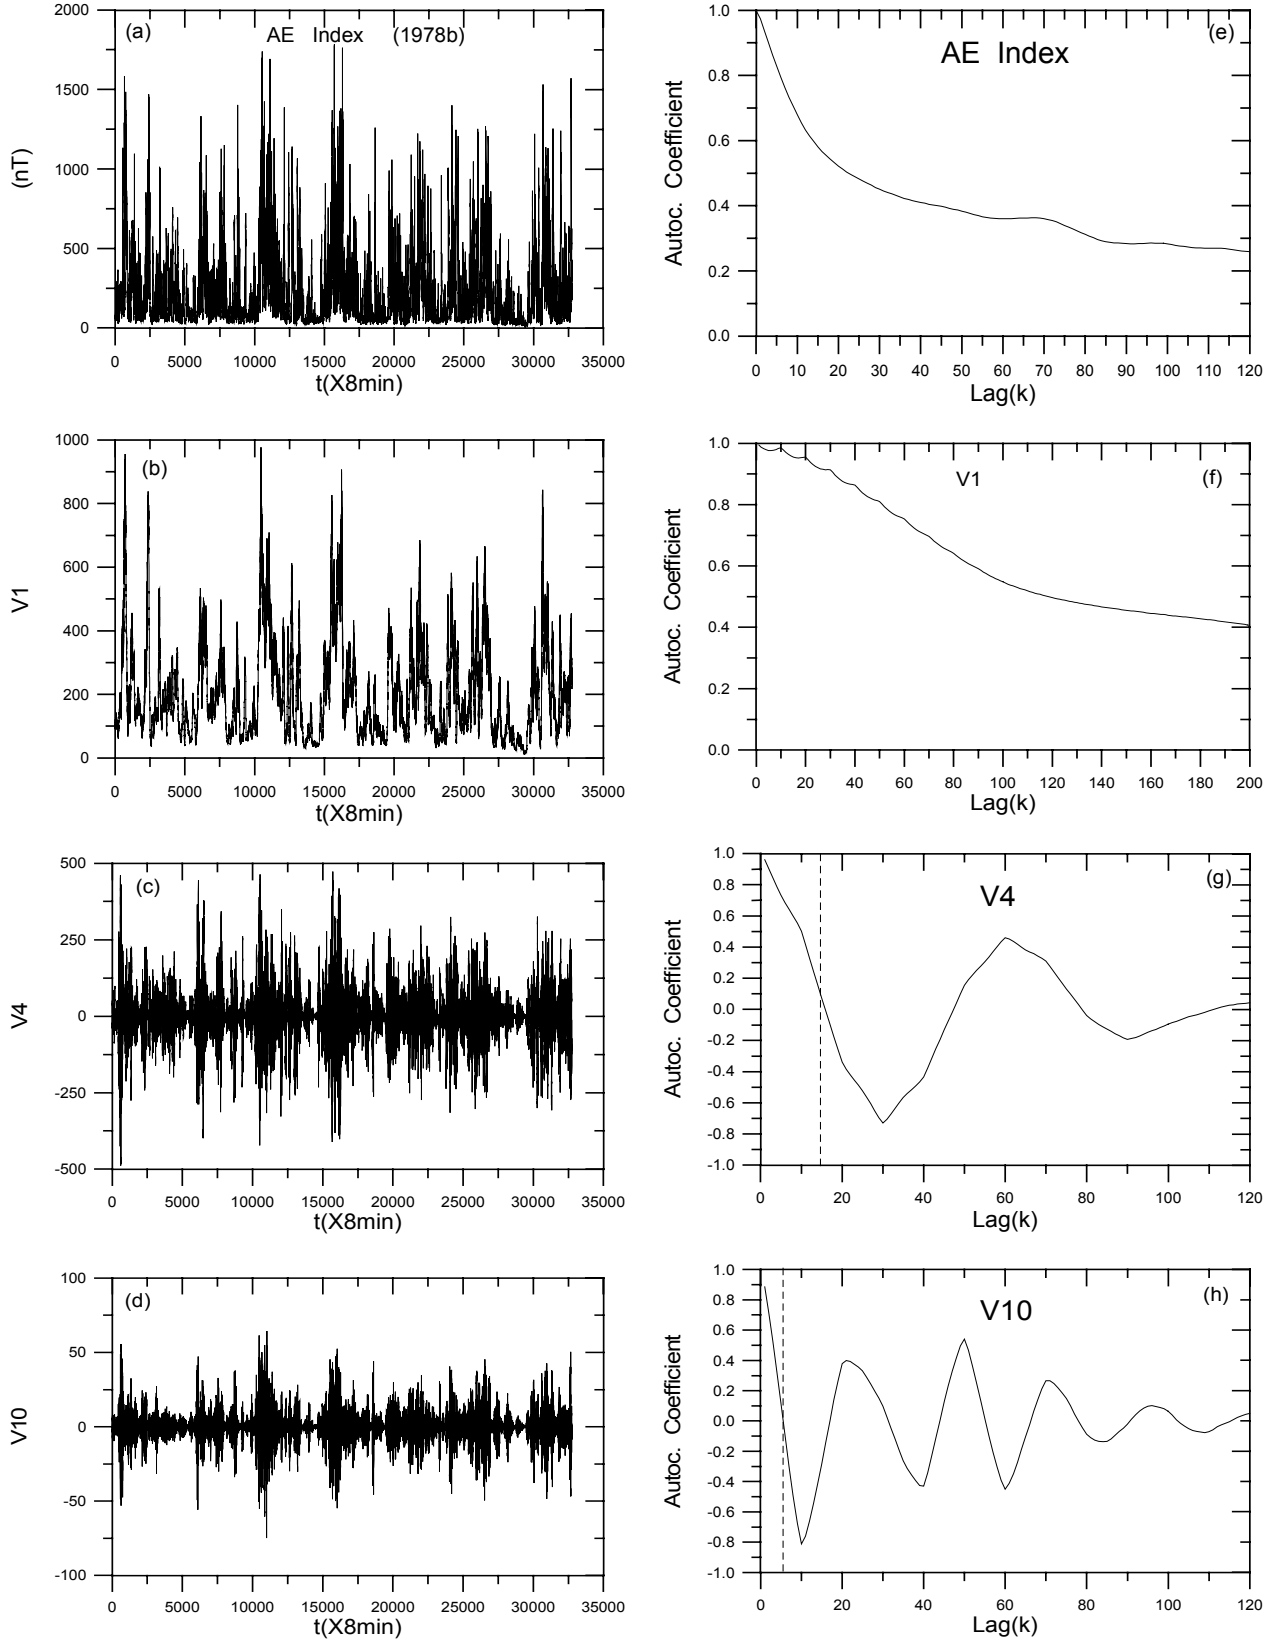 (a) AE Index (1978b)
2000
1500
1000
500
0
(nT)
0 5000 10000 15000 20000 25000 30000 35000
t(X8min)
(e)
AE Index
1.0
0.8
0.6
0.4
0.2
0.0
Autoc. Coefficient
0 10 20 30 40 50 60 70 80 90 100 110 120
Lag(k)
(b)
1000
800
600
400
200
0
V1
0 5000 10000 15000 20000 25000 30000 35000
t(X8min)
V1 (f)
1.0
0.8
0.6
0.4
0.2
0.0
Autoc. Coefficient
0 20 40 60 80 100 120 140 160 180 200
Lag(k)
(c)
500
250
0
-250
-500
V4
0 5000 10000 15000 20000 25000 30000 35000
t(X8min)
(g)
V4
1.0
0.8
0.6
0.4
0.2
0.0
-0.2
-0.4
-0.6
-0.8
-1.0
Autoc. Coefficient
0 20 40 60 80 100 120
Lag(k)
(d)
100
50
0
-50
-100
V10
0 5000 10000 15000 20000 25000 30000 35000
t(X8min)
(h)
V10
1.0
0.8
0.6
0.4
0.2
0.0
-0.2
-0.4
-0.6
-0.8
-1.0
Autoc. Coefficient
0 20 40 60 80 100 120
Lag(k)